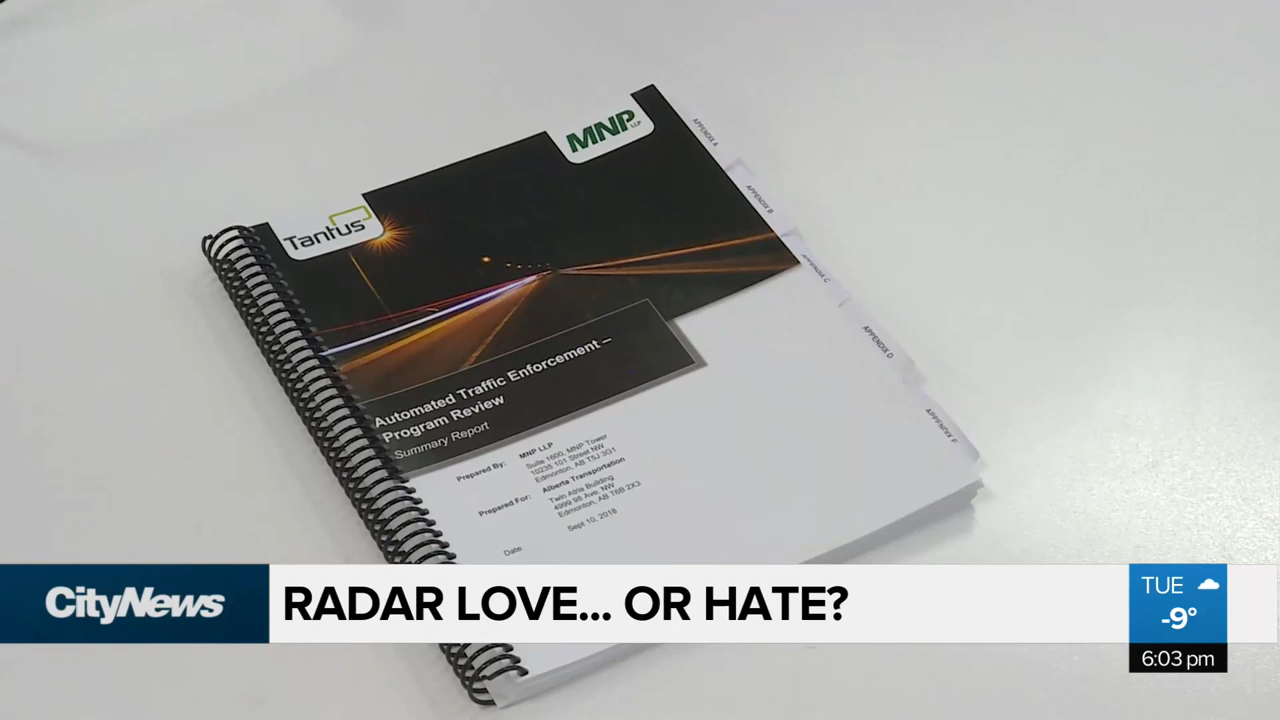 MNP
LLP
Tantus
APPENDIX A
APPENDIX B
APPENDIX C
APPENDIX D
APPENDIX F
Automated Traffic Enforcement –
Program Review
Summary Report
Prepared By:
MNP LLP
Suite 1600, MNP Tower
10235 101 Street NW
Edmonton, AB T5J 3G1
Prepared For:
Alberta Transportation
Twin Atria Building
4999 98 Ave. NW
Edmonton, AB T6B 2X3
Date:
Sept 10, 2018
CityNews
RADAR LOVE... OR HATE?
TUE
-9°
6:03 pm